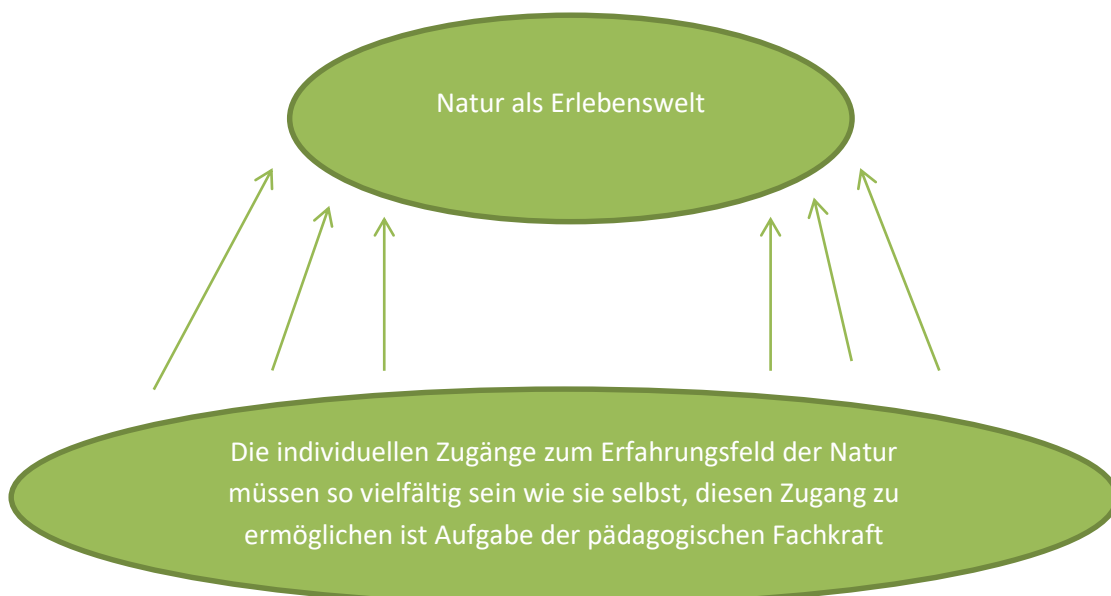 Natur als Erlebenswelt
Die individuellen Zugänge zum Erfahrungsfeld der Natur
müssen so vielfältig sein wie sie selbst, diesen Zugang zu
ermöglichen ist Aufgabe der pädagogischen Fachkraft